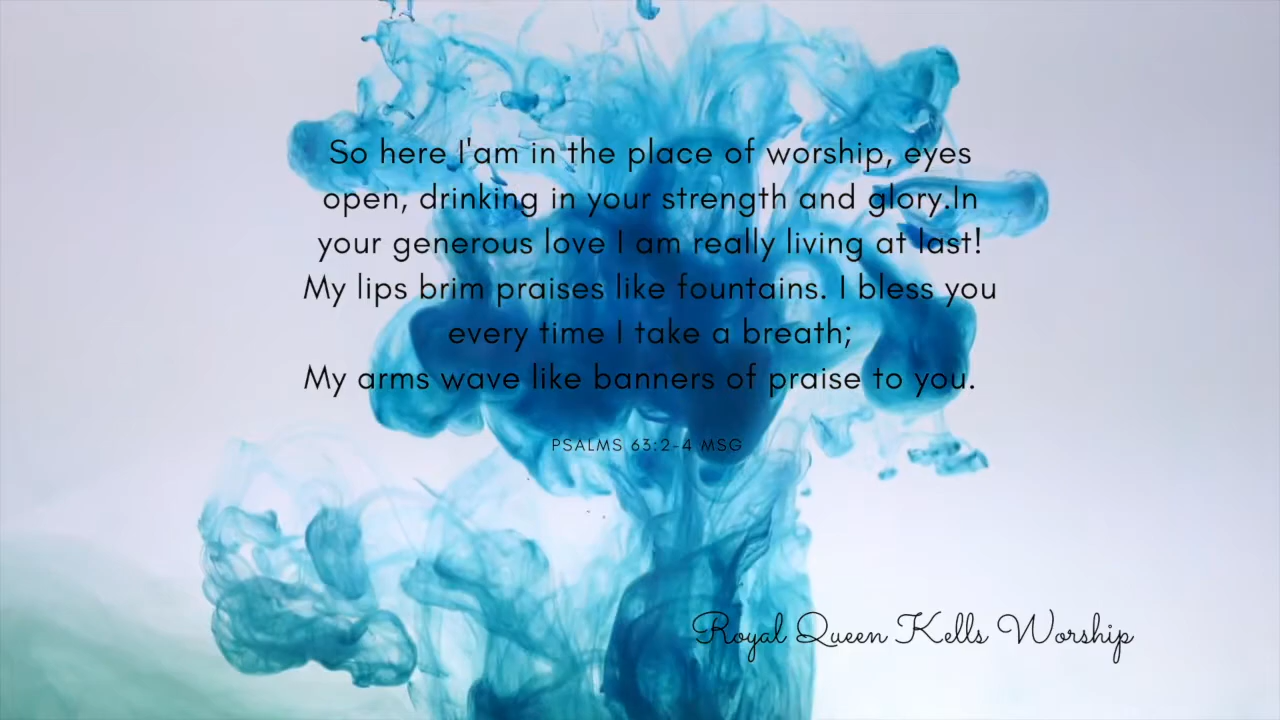 So here I'am in the place of worship, eyes
open, drinking in your strength and glory.In
your generous love I am really living at last!
My lips brim praises like fountains. I bless you
every time I take a breath;
My arms wave like banners of praise to you.
PSALMS 63:2-4 MSG
Royal Queen Kells Worship